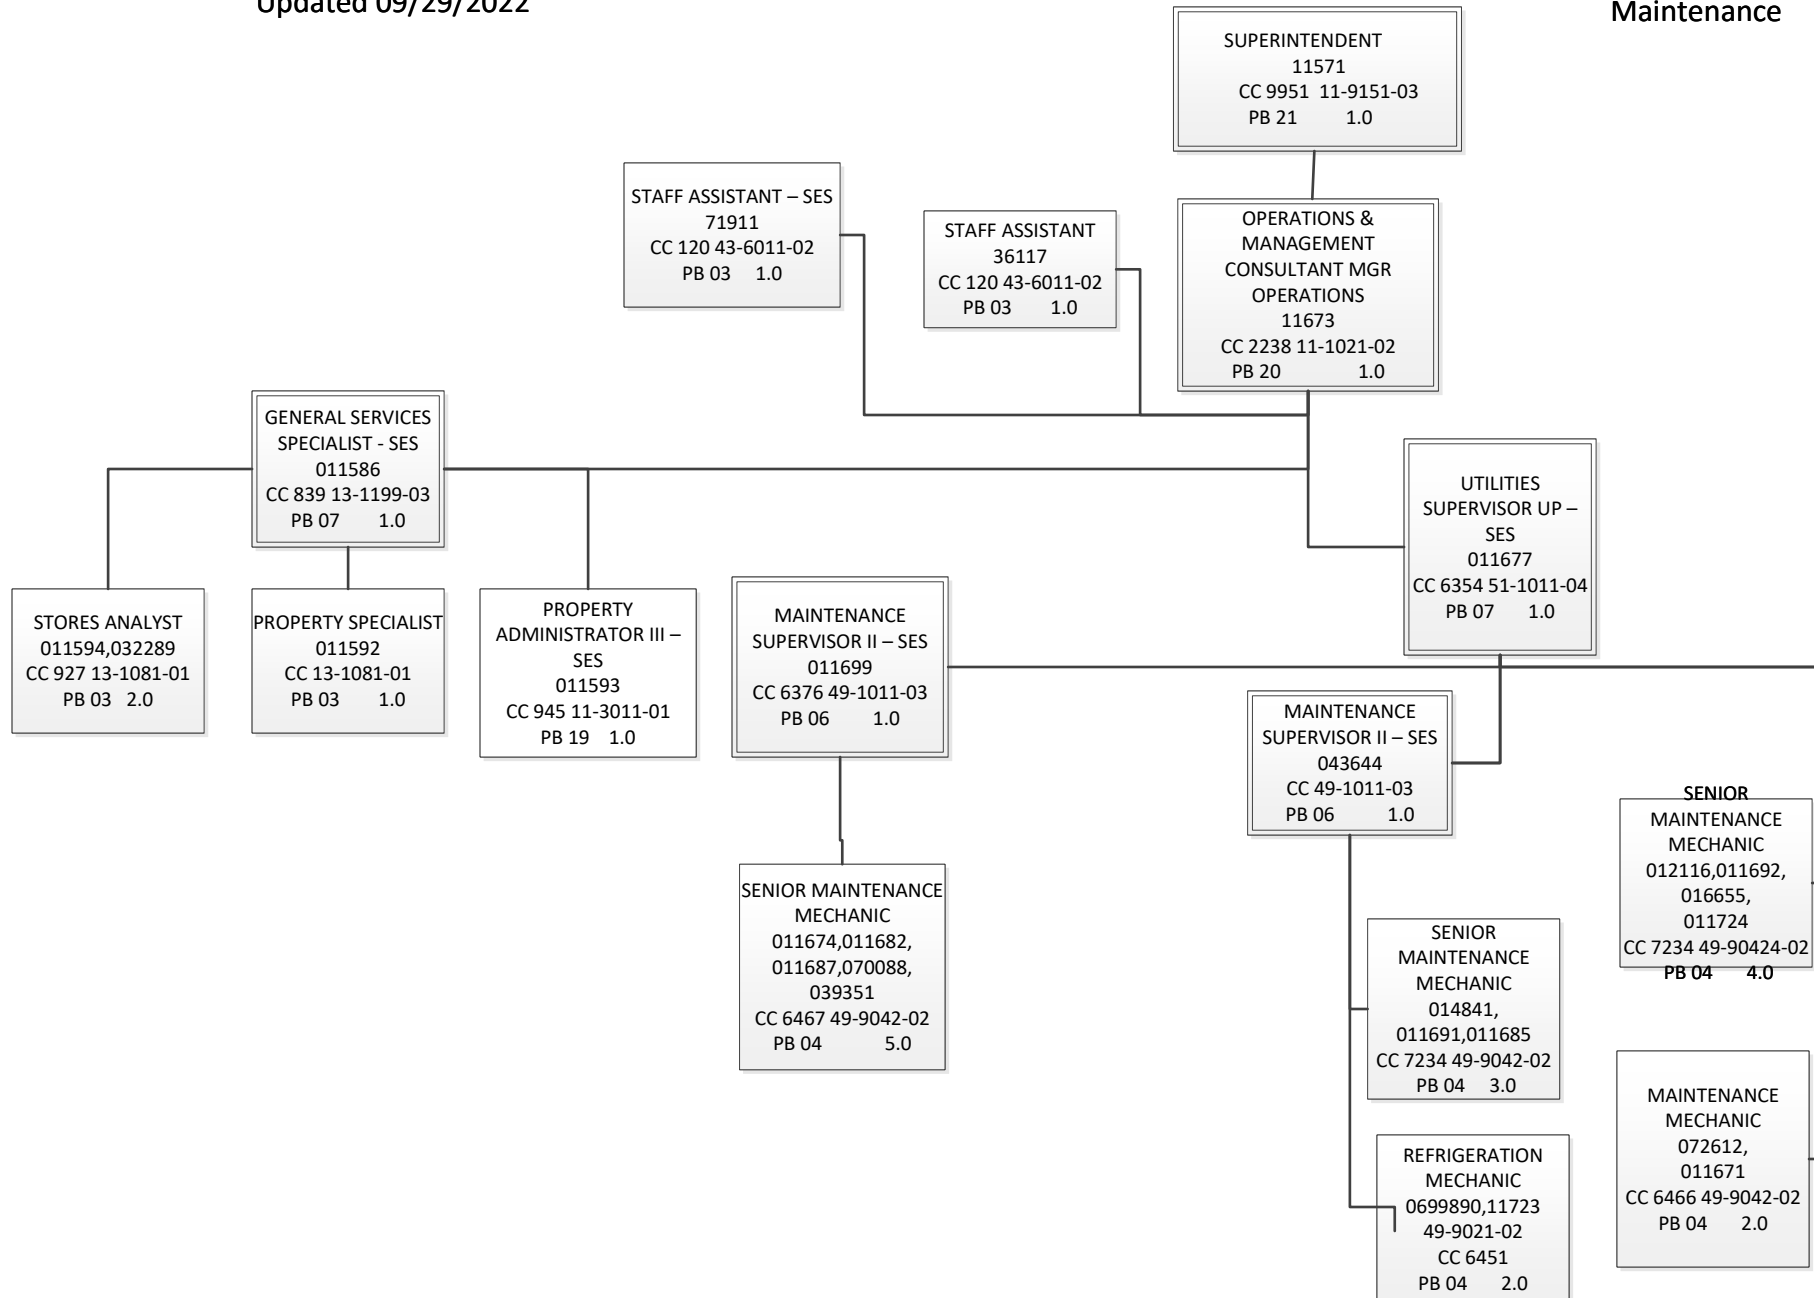 Updated 09/29/2022
Maintenance
SUPERINTENDENT
11571
CC 9951 11-9151-03
PB 21 1.0
STAFF ASSISTANT – SES
71911
CC 120 43-6011-02
PB 03 1.0
STAFF ASSISTANT
36117
CC 120 43-6011-02
PB 03 1.0
OPERATIONS &
MANAGEMENT
CONSULTANT MGR
OPERATIONS
11673
CC 2238 11-1021-02
PB 20 1.0
GENERAL SERVICES
SPECIALIST - SES
011586
CC 839 13-1199-03
PB 07 1.0
UTILITIES
SUPERVISOR UP –
SES
011677
CC 6354 51-1011-04
PB 07 1.0
STORES ANALYST
011594,032289
CC 927 13-1081-01
PB 03 2.0
PROPERTY SPECIALIST
011592
CC 13-1081-01
PB 03 1.0
PROPERTY
ADMINISTRATOR III –
SES
011593
CC 945 11-3011-01
PB 19 1.0
MAINTENANCE
SUPERVISOR II – SES
011699
CC 6376 49-1011-03
PB 06 1.0
MAINTENANCE
SUPERVISOR II – SES
043644
CC 49-1011-03
PB 06 1.0
SENIOR MAINTENANCE
MECHANIC
011674,011682,
011687,070088,
039351
CC 6467 49-9042-02
PB 04 5.0
SENIOR
MAINTENANCE
MECHANIC
014841,
011691,011685
CC 7234 49-9042-02
PB 04 3.0
REFRIGERATION
MECHANIC
0699890,11723
49-9021-02
CC 6451
PB 04 2.0
SENIOR
MAINTENANCE
MECHANIC
012116,011692,
016655,
011724
CC 7234 49-90424-02
PB 04 4.0
MAINTENANCE
MECHANIC
072612,
011671
CC 6466 49-9042-02
PB 04 2.0